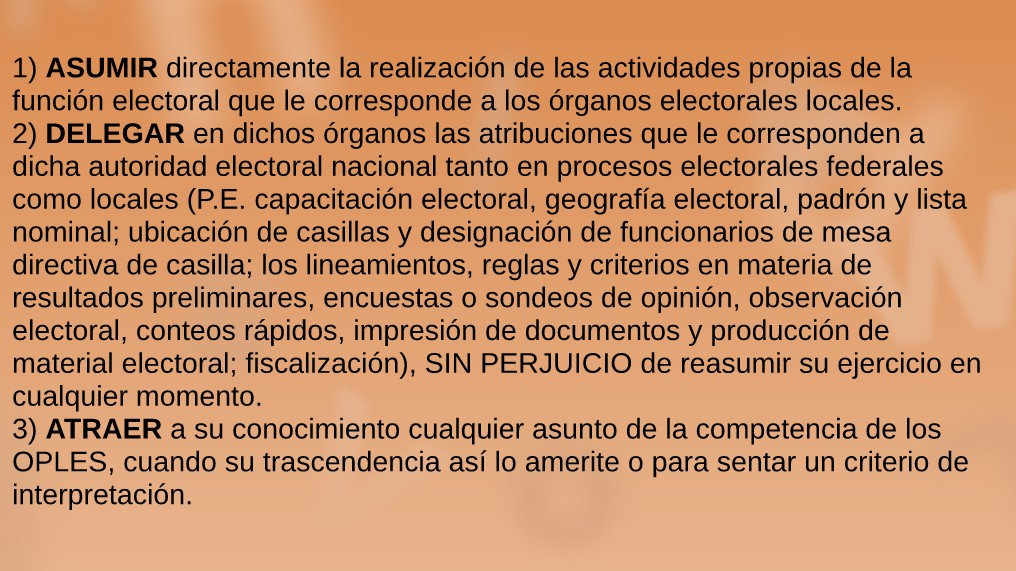 1) ASUMIR directamente la realización de las actividades propias de la
función electoral que le corresponde a los órganos electorales locales.
2) DELEGAR en dichos órganos las atribuciones que le corresponden a
dicha autoridad electoral nacional tanto en procesos electorales federales
como locales (P.E. capacitación electoral, geografía electoral, padrón y lista
nominal; ubicación de casillas y designación de funcionarios de mesa
directiva de casilla; los lineamientos, reglas y criterios en materia de
resultados preliminares, encuestas o sondeos de opinión, observación
electoral, conteos rápidos, impresión de documentos y producción de
material electoral; fiscalización), SIN PERJUICIO de reasumir su ejercicio en
cualquier momento.
3) ATRAER a su conocimiento cualquier asunto de la competencia de los
OPLES, cuando su trascendencia así lo amerite o para sentar un criterio de
interpretación.